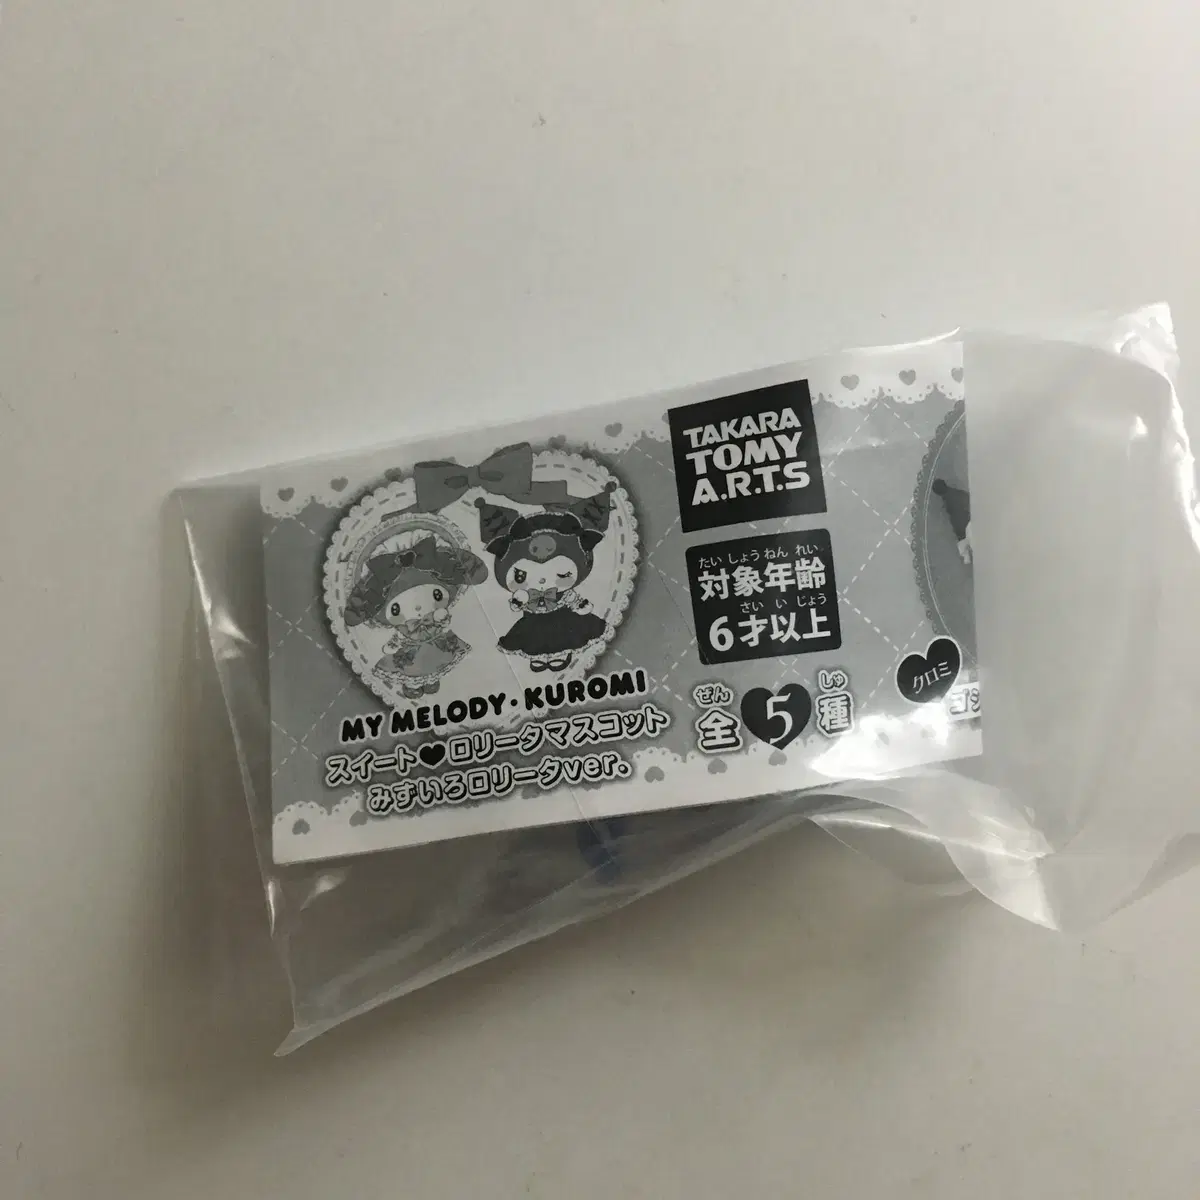 TAKARA
TOMY
A.R.T.S
たいしょうねんれい
対象年齢
さいいじょう
6才以上
MY MELODY・KUROMI
スイート♥ロリータマスコット
みずいろロリータver.
ぜん しゅ
全5種
クロミ